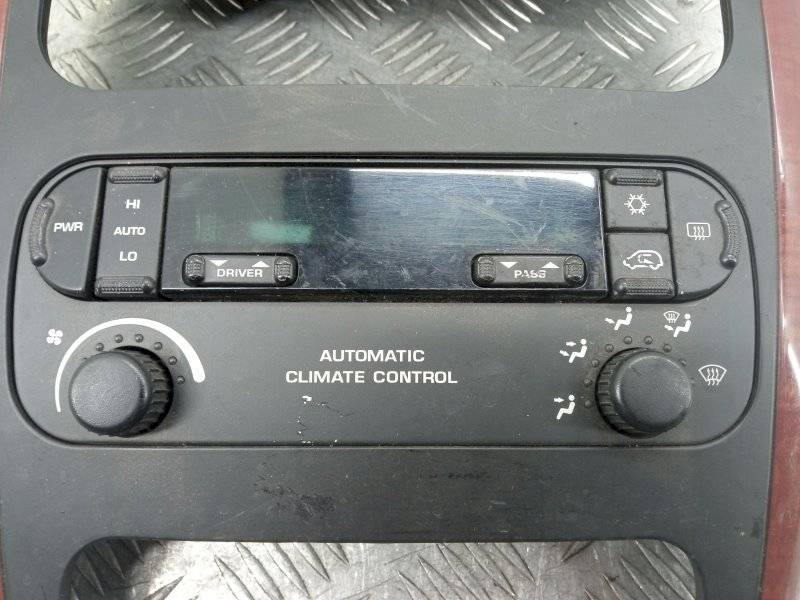 PWR
HI
AUTO
LO
DRIVER
PASS
AUTOMATIC
CLIMATE CONTROL